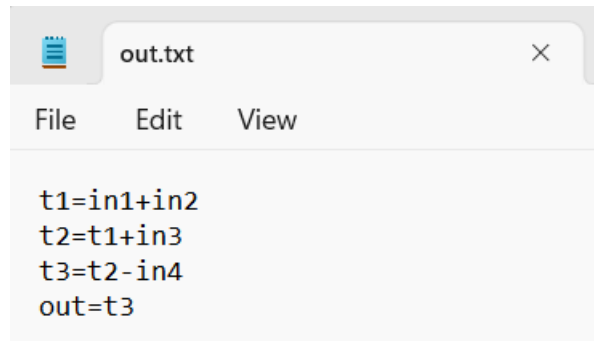 out.txt
File Edit View
t1=in1+in2
t2=t1+in3
t3=t2-in4
out=t3